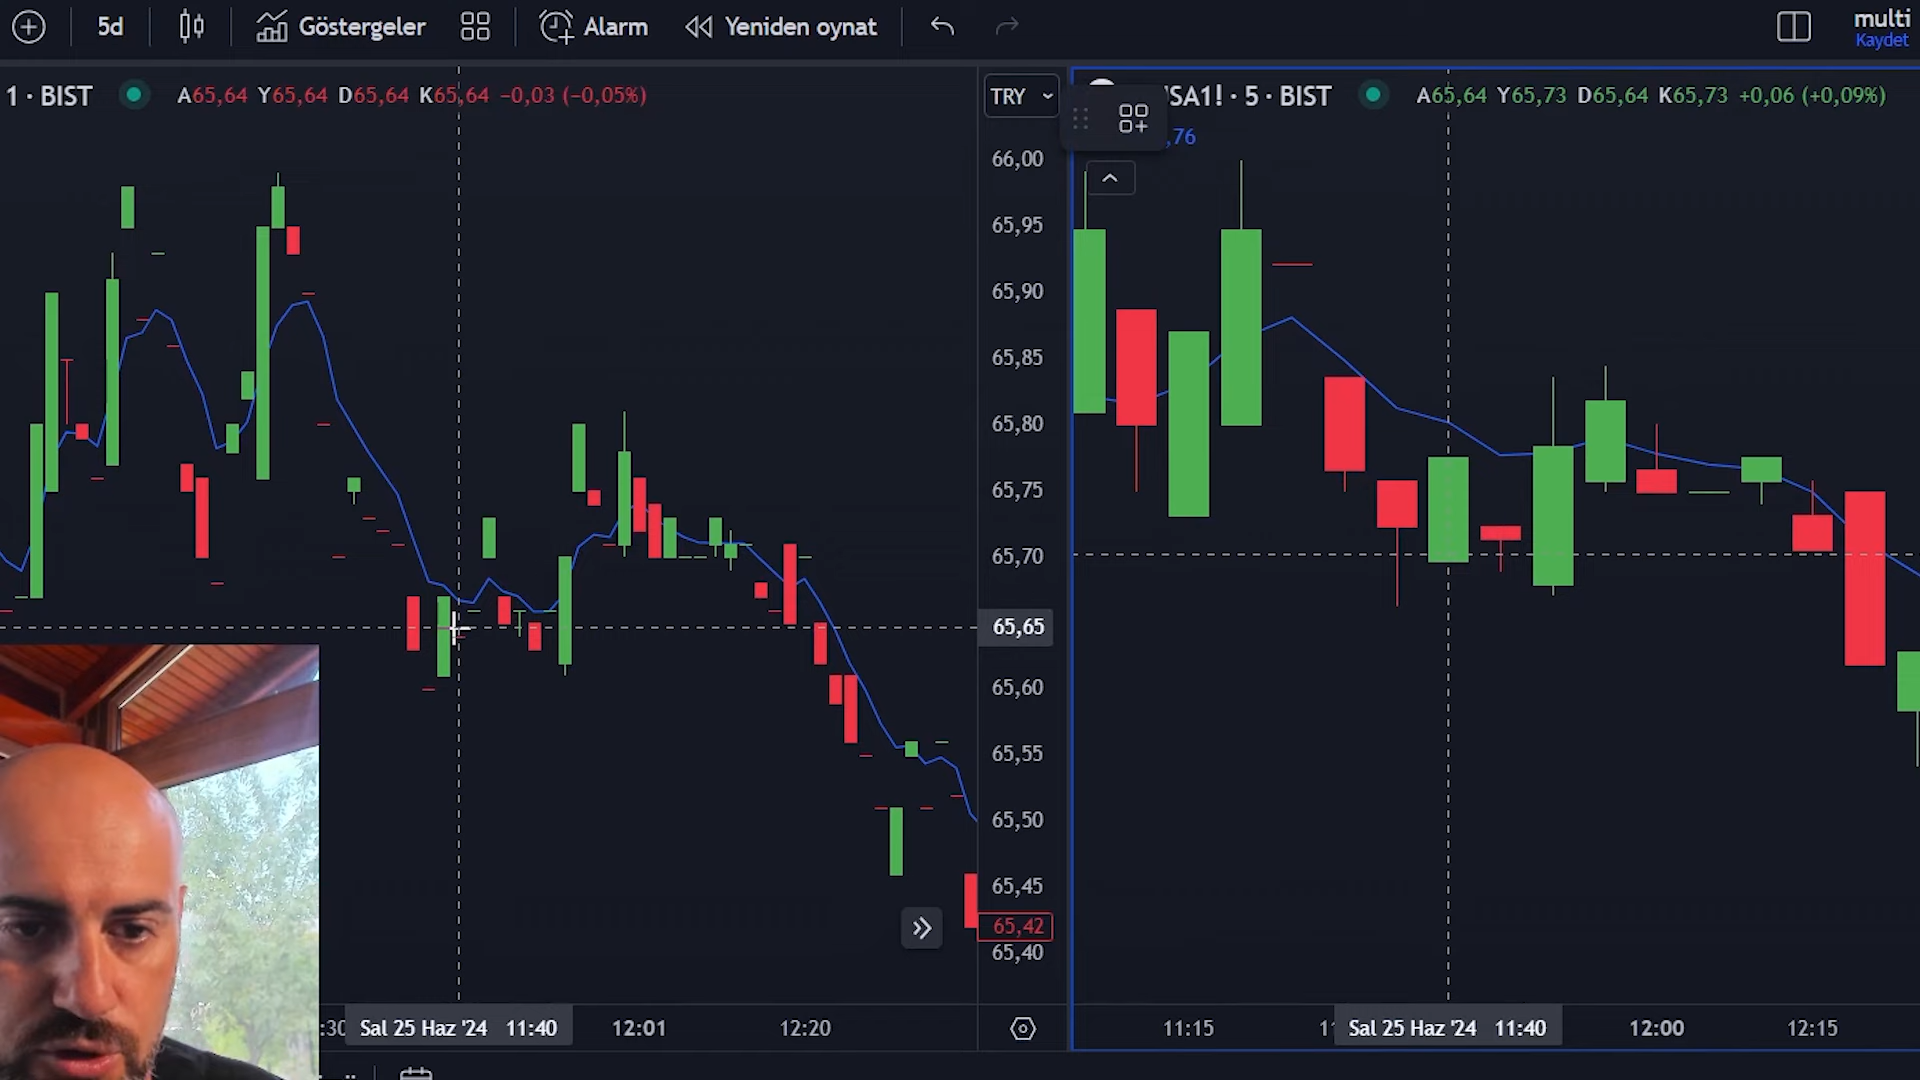 5d Göstergeler Alarm Yeniden oynat multi
Kaydet
1 · BIST A65,64 Y65,64 D65,64 K65,64 −0,03 (−0,05%)
TRY
SA1! · 5 · BIST A65,64 Y65,73 D65,64 K65,73 +0,06 (+0,09%)
,76
66,00
65,95
65,90
65,85
65,80
65,75
65,70
65,65
65,60
65,55
65,50
65,45
65,42
65,40
:30 Sal 25 Haz '24 11:40 12:01 12:20
11:15 Sal 25 Haz '24 11:40 12:00 12:15